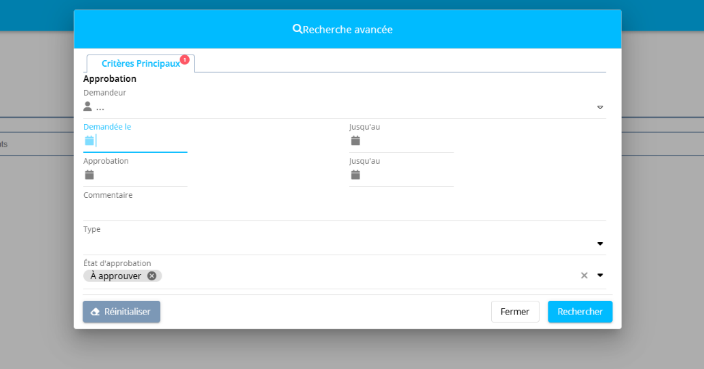 Recherche avancée
Critères Principaux 1
Approbation
Demandeur
...
Demandée le Jusqu'au
Approbation Jusqu'au
Commentaire
Type
État d'approbation
À approuver
Réinitialiser Fermer Rechercher